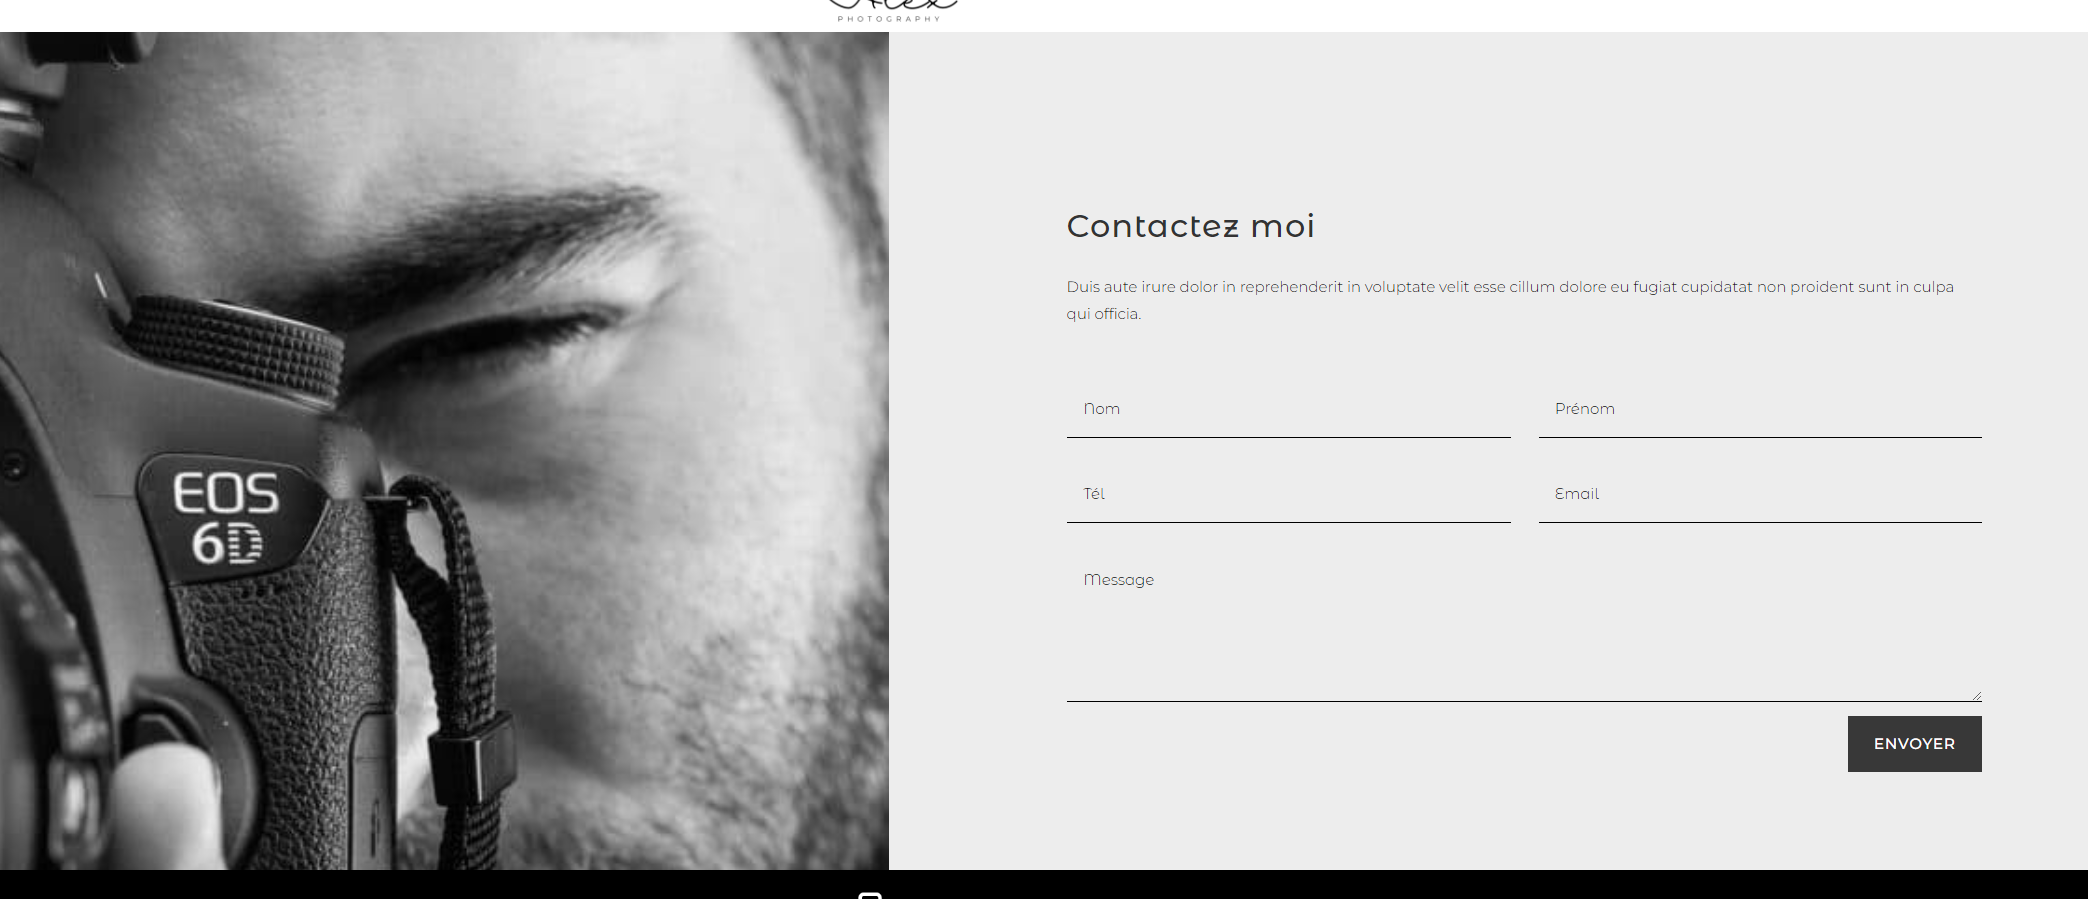 Alex
PHOTOGRAPHY
EOS
6D
Contactez moi
Duis aute irure dolor in reprehenderit in voluptate velit esse cillum dolore eu fugiat cupidatat non proident sunt in culpa
qui officia.
Nom
Prénom
Tél
Email
Message
ENVOYER